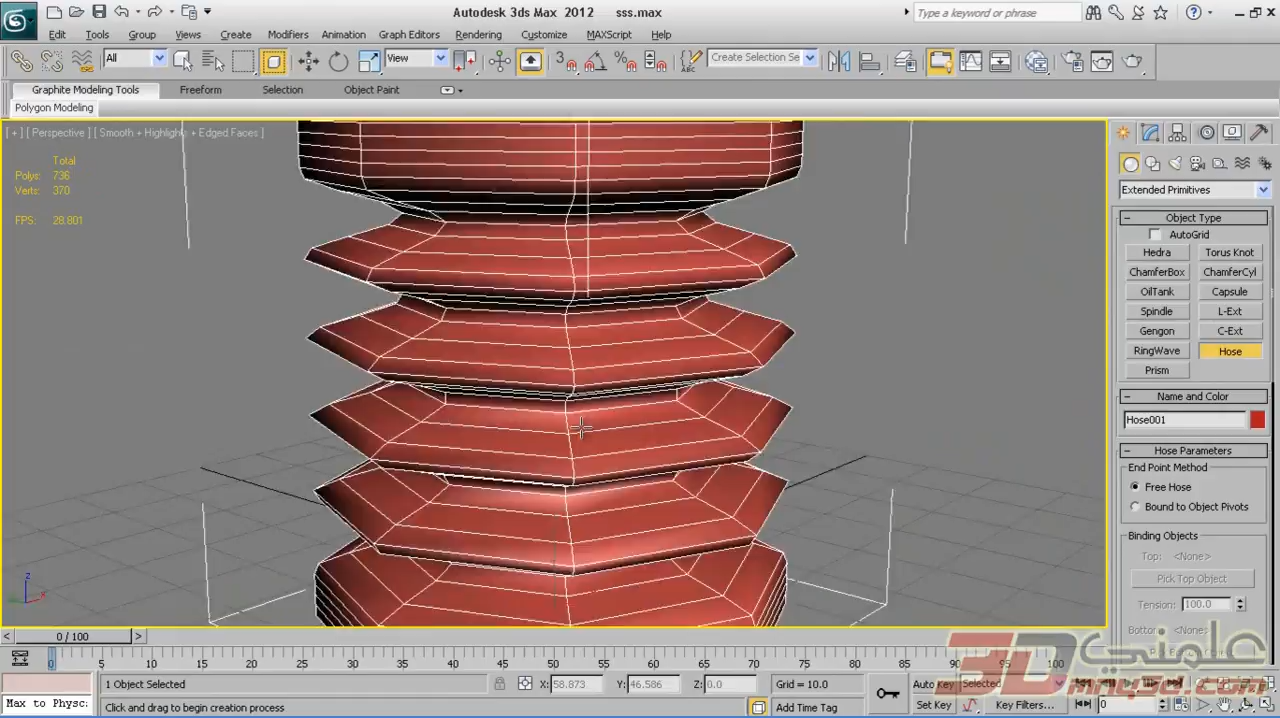 Autodesk 3ds Max 2012 sss.max
Type a keyword or phrase
Edit Tools Group Views Create Modifiers Animation Graph Editors Rendering Customize MAXScript Help
All
View
3
Create Selection Se
Graphite Modeling Tools Freeform Selection Object Paint
Polygon Modeling
[ + ] [ Perspective ] [ Smooth + Highlights + Edged Faces ]
Total
Polys: 736
Verts: 370
FPS: 28.801
Extended Primitives
Object Type
AutoGrid
Hedra Torus Knot
ChamferBox ChamferCyl
OilTank Capsule
Spindle L-Ext
Gengon C-Ext
RingWave Hose
Prism
Name and Color
Hose001
Hose Parameters
End Point Method
Free Hose
Bound to Object Pivots
Binding Objects
Top: <None>
Pick Top Object
Tension: 100.0
z
x
0 / 100
0 5 10 15 20 25 30 35 40 45 50 55 60 65 70 75 80 85 90 95 100
1 Object Selected X: 58.873 Y: 46.586 Z: 0.0 Grid = 10.0 Auto Key Selected
Max to Physc: Click and drag to begin creation process Add Time Tag Set Key Key Filters... 0
3D علمني